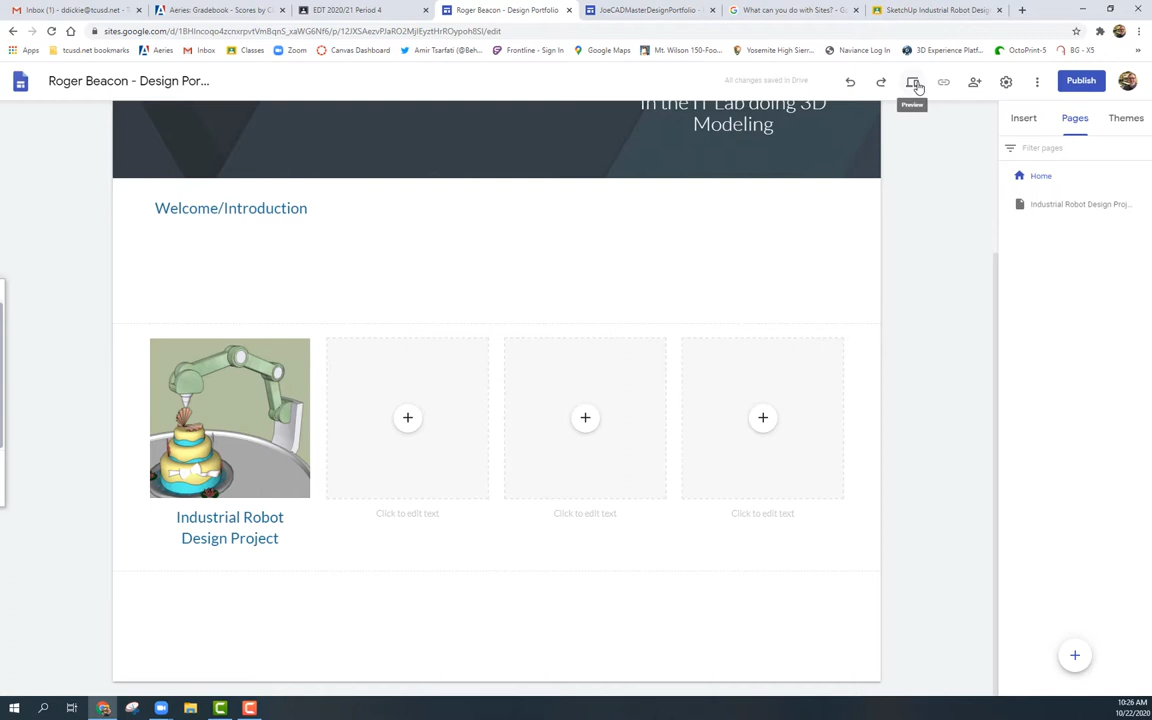 Inbox (1) - ddickie@tcusd.net - T
Aeries: Gradebook - Scores by C
EDT 2020/21 Period 4
Roger Beacon - Design Portfolio
JoeCADMasterDesignPortfolio -
What can you do with Sites? - Go
SketchUp Industrial Robot Desig
sites.google.com/d/1BHIncoqo4zcnxrpvtVmBqnS_xaWG6Nf6/p/12JXSAezvPJaRO2MjlEyztHrROypoh8SI/edit
Apps
tcusd.net bookmarks
Aeries
Inbox
Classes
Zoom
Canvas Dashboard
Amir Tsarfati (@Beh...
Frontline - Sign In
Google Maps
Mt. Wilson 150-Foo...
Yosemite High Sierr...
Naviance Log In
3D Experience Platf...
OctoPrint-5
BG - X5
»
Roger Beacon - Design Por...
All changes saved in Drive
Publish
Preview
Insert
Pages
Themes
Filter pages
Home
Industrial Robot Design Proj...
in the IT Lab doing 3D
Modeling
Welcome/Introduction
Industrial Robot
Design Project
Click to edit text
Click to edit text
Click to edit text
10:26 AM
10/22/2020